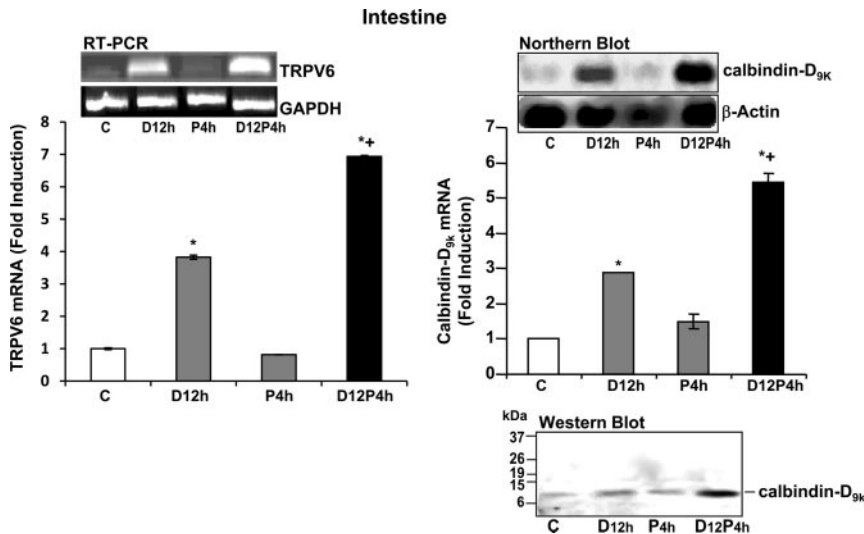 Intestine
RT-PCR
TRPV6
GAPDH
C D12h P4h D12P4h
TRPV6 mRNA (Fold Induction)
8
7
6
5
4
3
2
1
0
*
*+
C D12h P4h D12P4h
Northern Blot
calbindin-D9K
β-Actin
C D12h P4h D12P4h
Calbindin-D9k mRNA
(Fold Induction)
7
6
5
4
3
2
1
0
*
*+
C D12h P4h D12P4h
kDa Western Blot
37
26
19
15
6
calbindin-D9k
C D12h P4h D12P4h